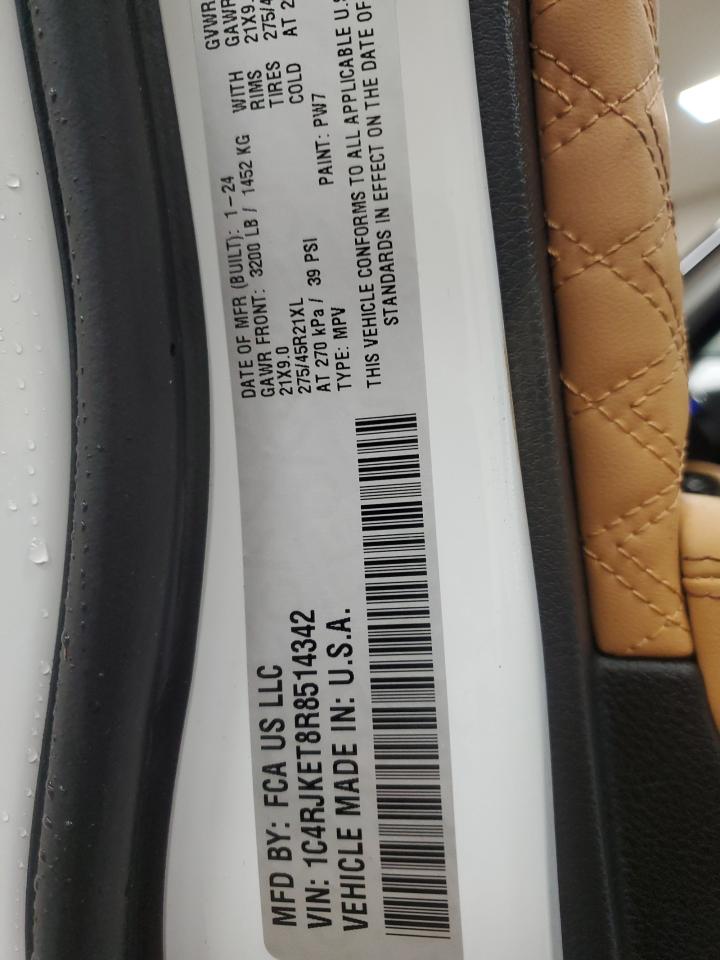 MFD BY: FCA US LLC
VIN: 1C4RJKET8R8514342
VEHICLE MADE IN: U.S.A.
DATE OF MFR (BUILT): 1-24
GAWR FRONT: 3200 LB / 1452 KG WITH
21X9.0 RIMS
275/45R21XL TIRES
AT 270 kPa / 39 PSI COLD
TYPE: MPV PAINT: PW7
THIS VEHICLE CONFORMS TO ALL APPLICABLE U.S
STANDARDS IN EFFECT ON THE DATE OF
GVWR
GAWR
21X9.
275/4
AT 2